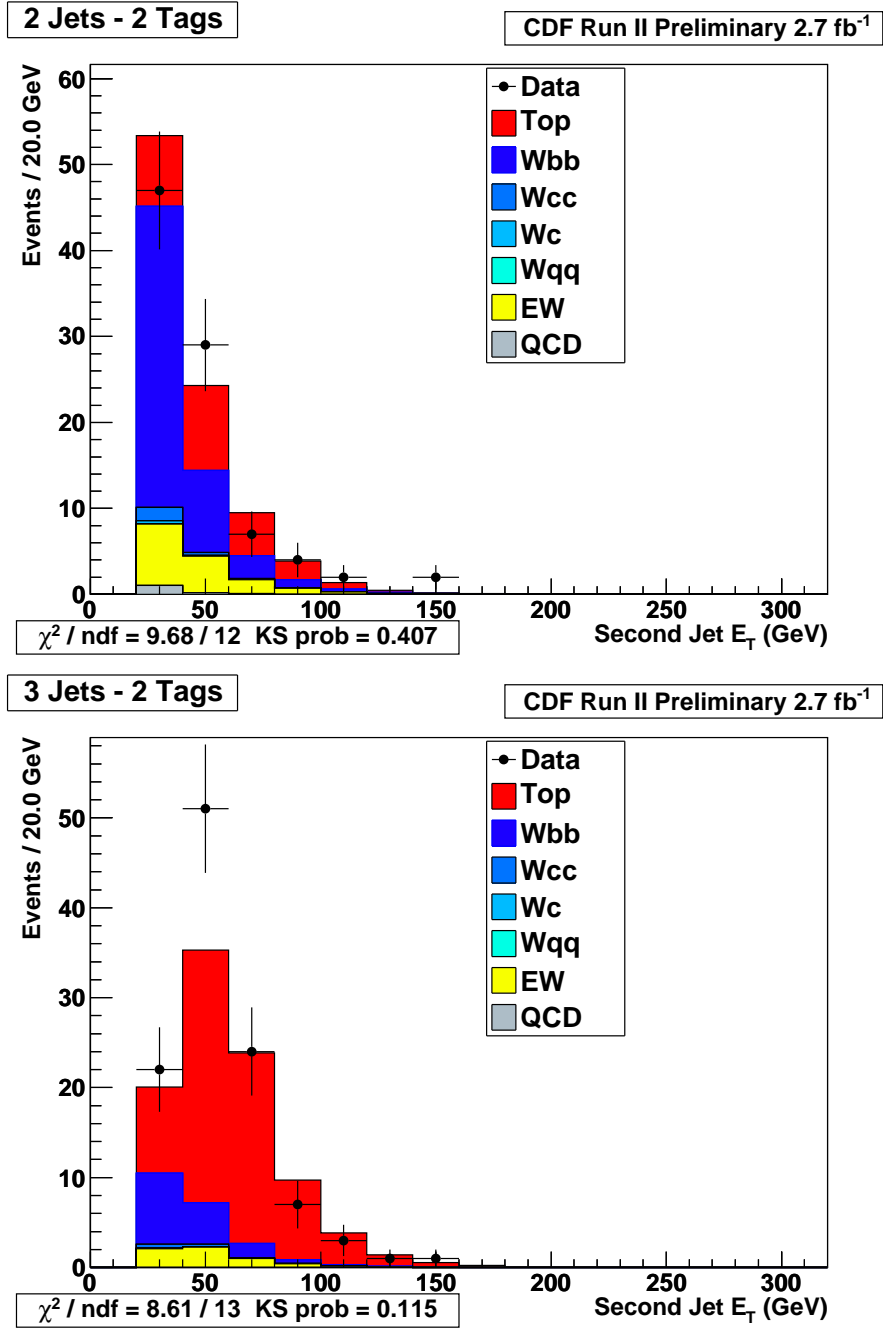 2 Jets - 2 Tags
CDF Run II Preliminary 2.7 fb⁻¹
Events / 20.0 GeV
60
50
40
30
20
10
0
Data
Top
Wbb
Wcc
Wc
Wqq
EW
QCD
0 50 100 150 200 250 300
Second Jet E_T (GeV)
χ² / ndf = 9.68 / 12 KS prob = 0.407
3 Jets - 2 Tags
CDF Run II Preliminary 2.7 fb⁻¹
Events / 20.0 GeV
50
40
30
20
10
0
Data
Top
Wbb
Wcc
Wc
Wqq
EW
QCD
0 50 100 150 200 250 300
Second Jet E_T (GeV)
χ² / ndf = 8.61 / 13 KS prob = 0.115